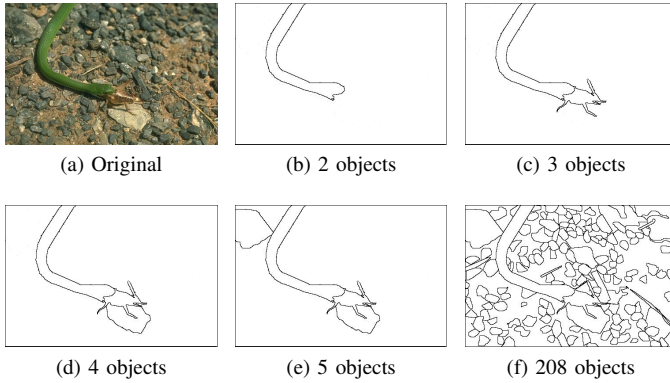 (a) Original
(b) 2 objects
(c) 3 objects
(d) 4 objects
(e) 5 objects
(f) 208 objects